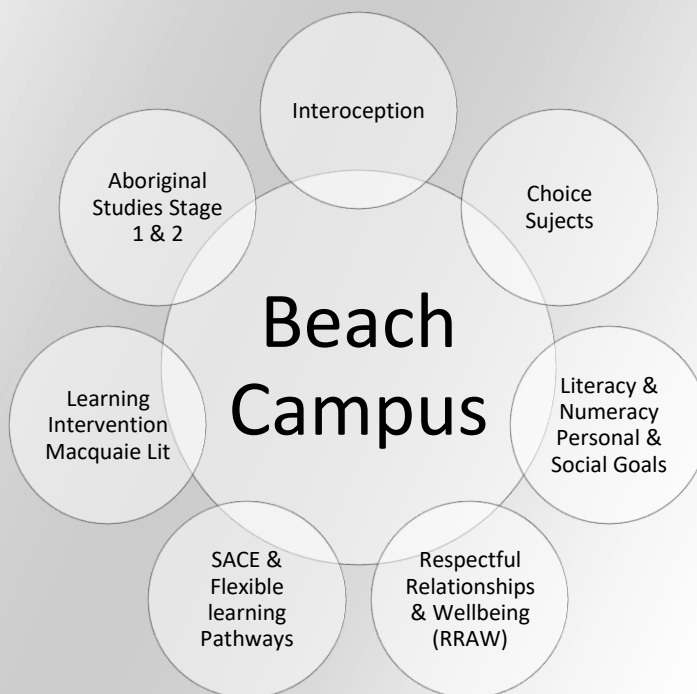 Interoception
Choice
Sujects
Literacy &
Numeracy
Personal &
Social Goals
Respectful
Relationships
& Wellbeing
(RRAW)
SACE &
Flexible
learning
Pathways
Learning
Intervention
Macquaie Lit
Aboriginal
Studies Stage
1 & 2
Beach
Campus